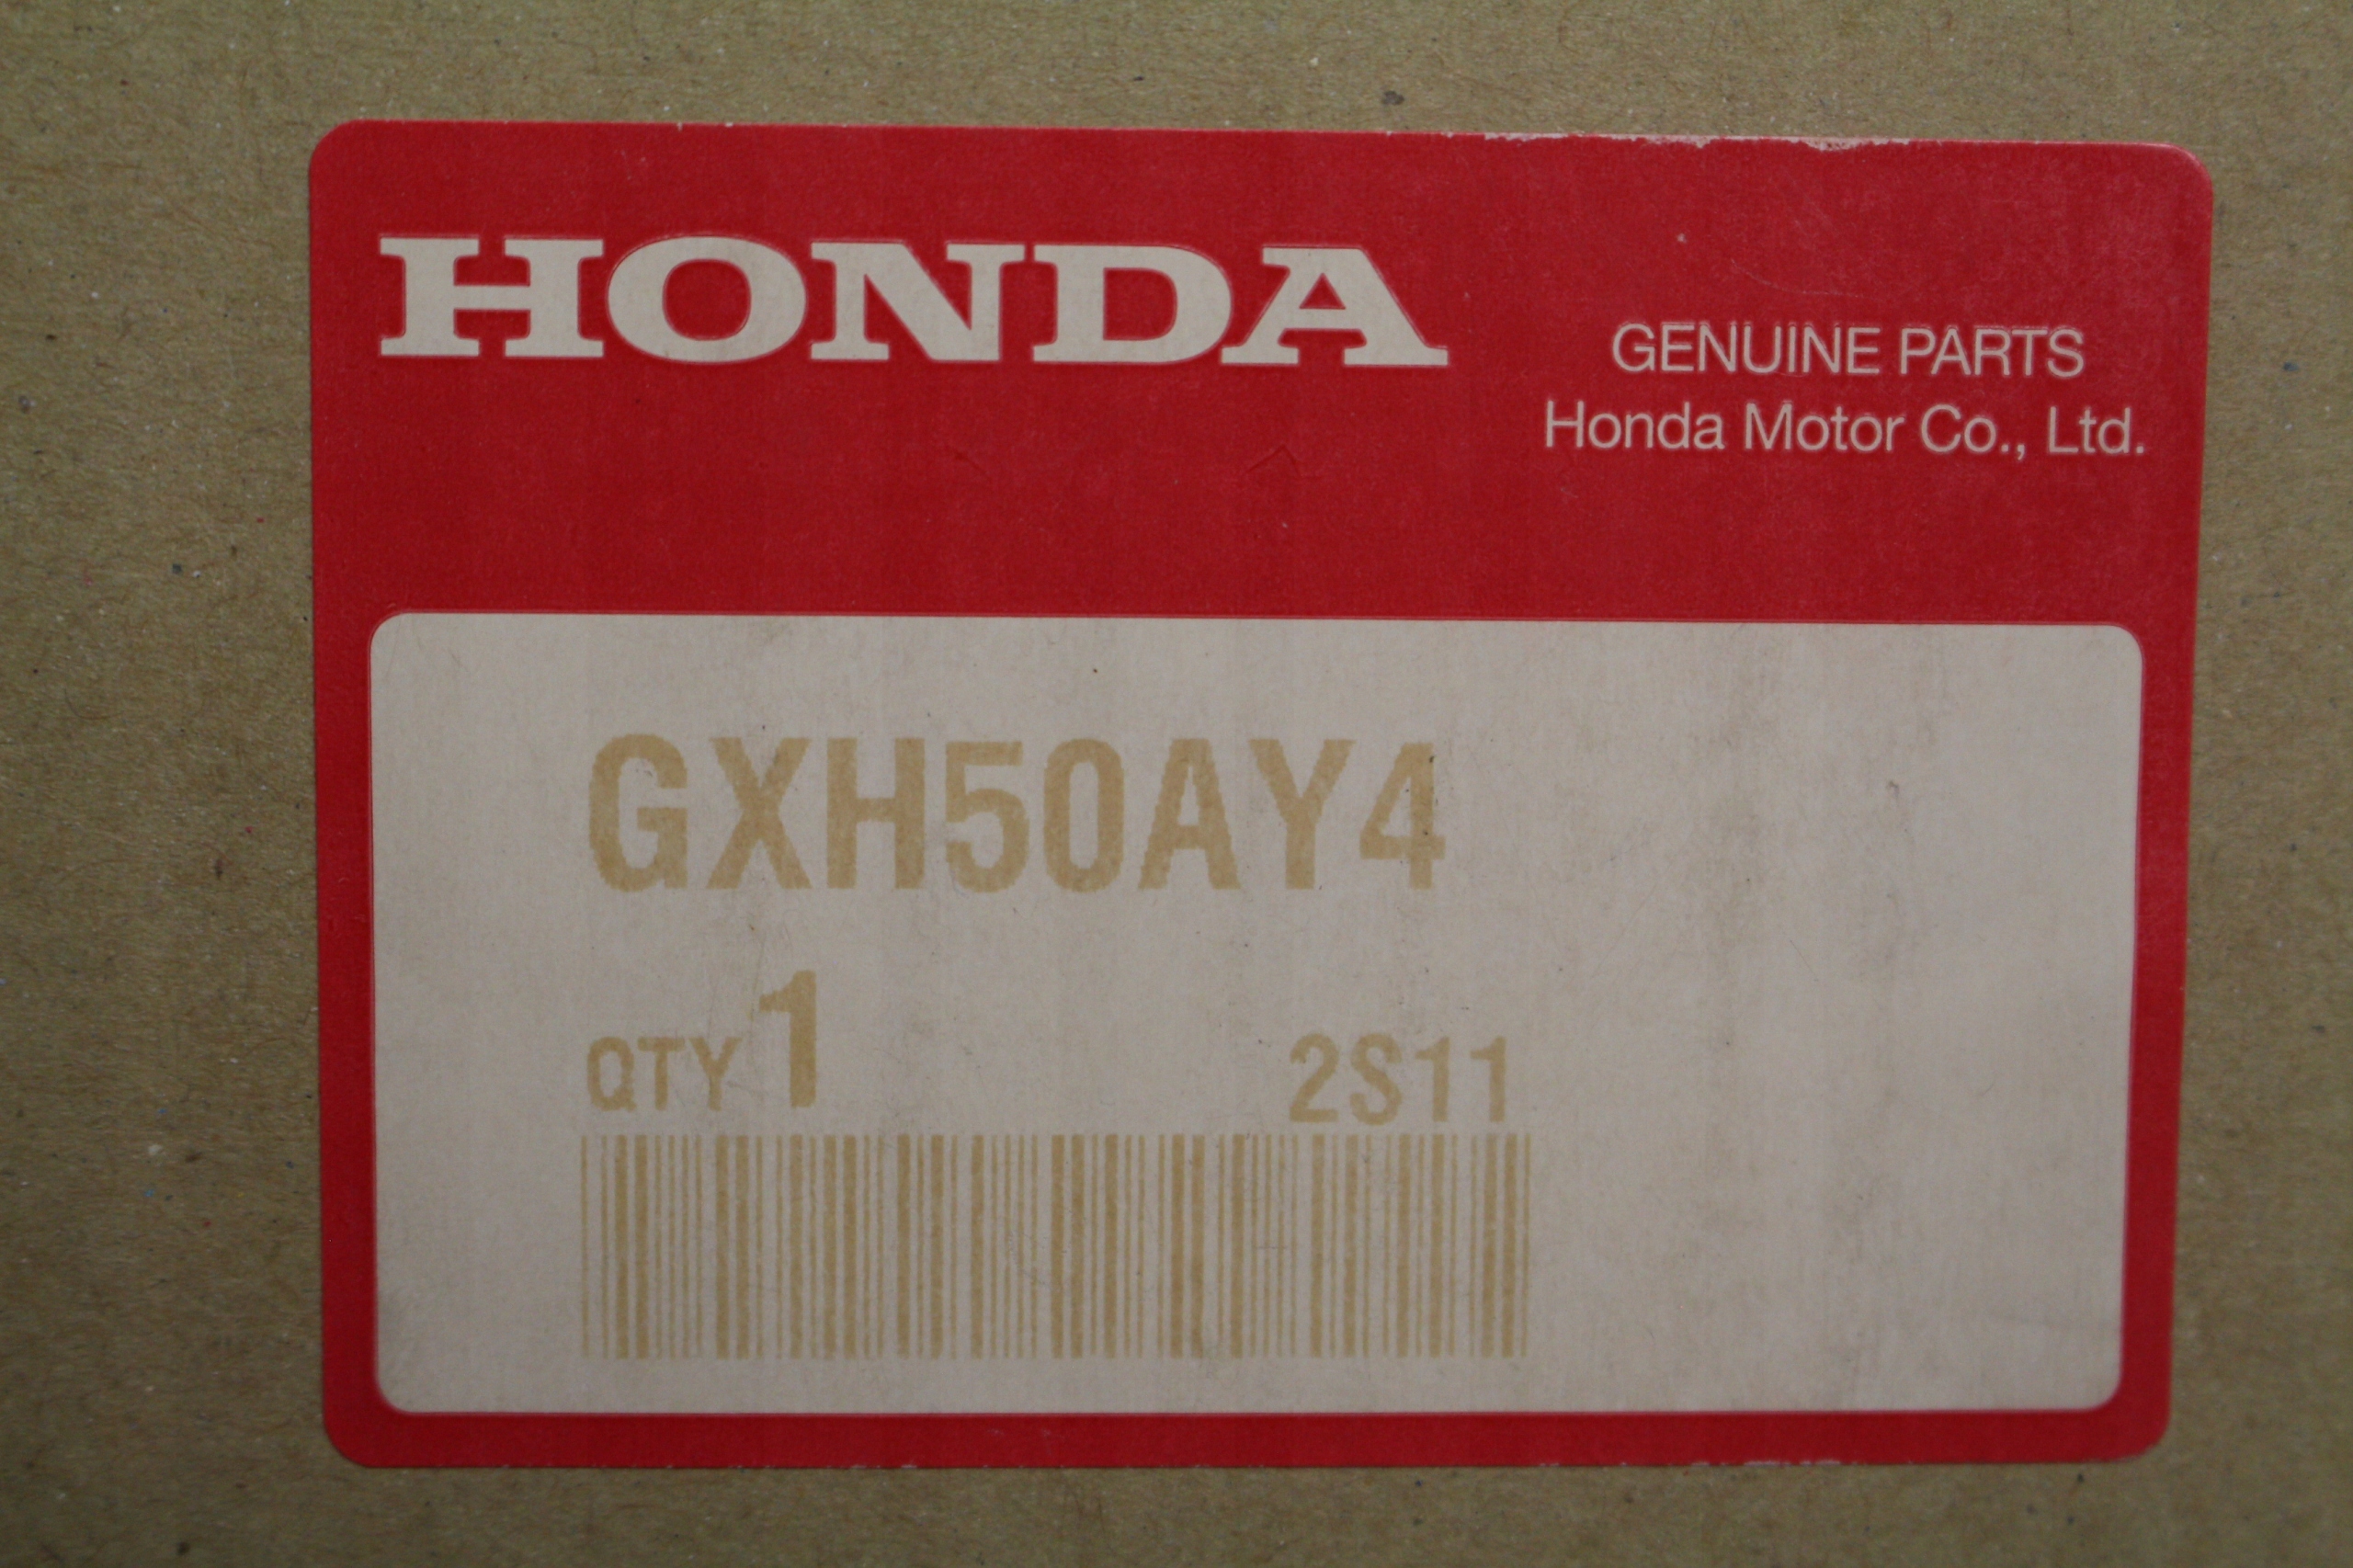 HONDA
GENUINE PARTS
Honda Motor Co., Ltd.
GXH50AY4
QTY 1 2S11